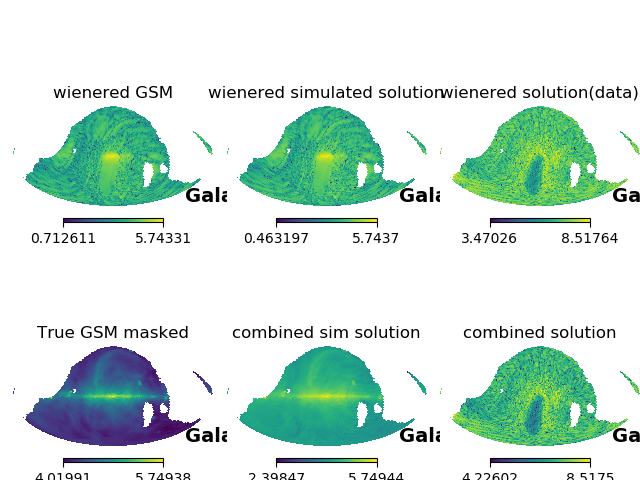 wienered GSM
wienered simulated solution
wienered solution(data)
Gala
Gala
Ga
0.712611 5.74331
0.463197 5.7437
3.47026 8.51764
True GSM masked
combined sim solution
combined solution
Gala
Gala
Ga
4.01991 5.74938
2.39847 5.74944
4.22602 8.5175